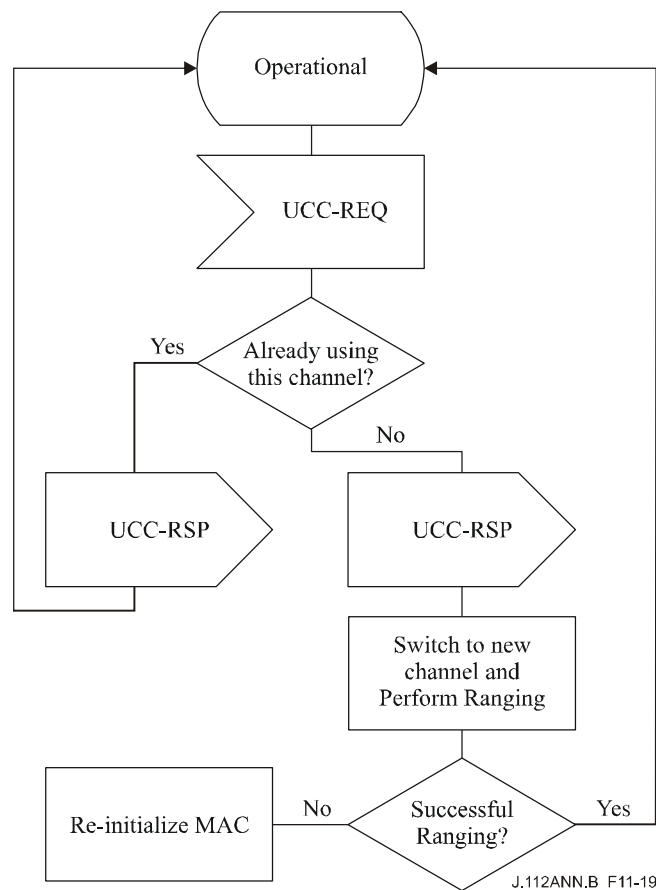 Operational
UCC-REQ
Yes
Already using
this channel?
No
UCC-RSP
UCC-RSP
Switch to new
channel and
Perform Ranging
Re-initialize MAC
No
Successful
Ranging?
Yes
J.112ANN.B_F11-19